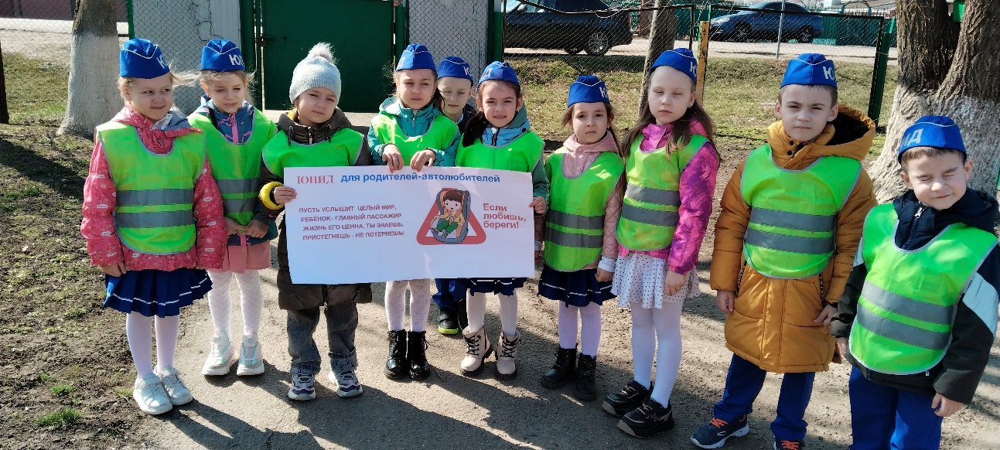 ЮПИД для родителей-автолюбителей
ПУСТЬ УСЛЫШИТ ЦЕЛЫЙ МИР,
РЕБЁНОК- ГЛАВНЫЙ ПАССАЖИР
ЖИЗНЬ ЕГО ЦЕННА, ТЫ ЗНАЕШЬ,
ПРИСТЕГНЕШЬ - НЕ ПОТЕРЯЕШЬ!
Если
любишь,
береги!